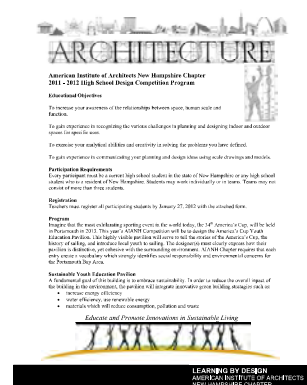 ARCHITECTURE
American Institute of Architects New Hampshire Chapter
2011 - 2012 High School Design Competition Program
Educational Objectives
To increase your awareness of the relationships between space, human scale and
function.
To gain experience in recognizing the various challenges in planning and designing indoor and outdoor
spaces for specific uses.
To exercise your analytical abilities and creativity in solving the problems you have defined.
To gain experience in communicating your planning and design ideas using scale drawings and models.
Participation Requirements
Every participant must be a current high school student in the state of New Hampshire or any high school
student who is a resident of New Hampshire. Students may work individually or in teams. Teams may not
consist of more than three students.
Registration
Teachers must register all participating students by January 27, 2012 with the attached form.
Program
Imagine that the most exhilarating sporting event in the world today, the 34th America's Cup, will be held
in Portsmouth in 2012. This year's AIANH Competition will be to design the America's Cup Youth
Education Pavilion. This highly visible pavilion will serve to tell the stories of the America's Cup, the
history of sailing, and introduce local youth to sailing. The designer(s) must clearly express how their
pavilion is distinctive, yet cohesive with the surrounding environment. AIANH Chapter requires that each
entry create a vocabulary which strongly identifies social responsibility and environmental concerns for
the Portsmouth Bay Area.
Sustainable Youth Education Pavilion
A fundamental goal of this building is to embrace sustainability. In order to reduce the overall impact of
the building in the environment, the pavilion will integrate innovative green building strategies such as:
• increase energy efficiency
• water efficiency, use renewable energy
• materials which will reduce consumption, pollution and waste
Educate and Promote Innovations in Sustainable Living
LEARNING BY DESIGN
AMERICAN INSTITUTE OF ARCHITECTS
NEW HAMPSHIRE CHAPTER